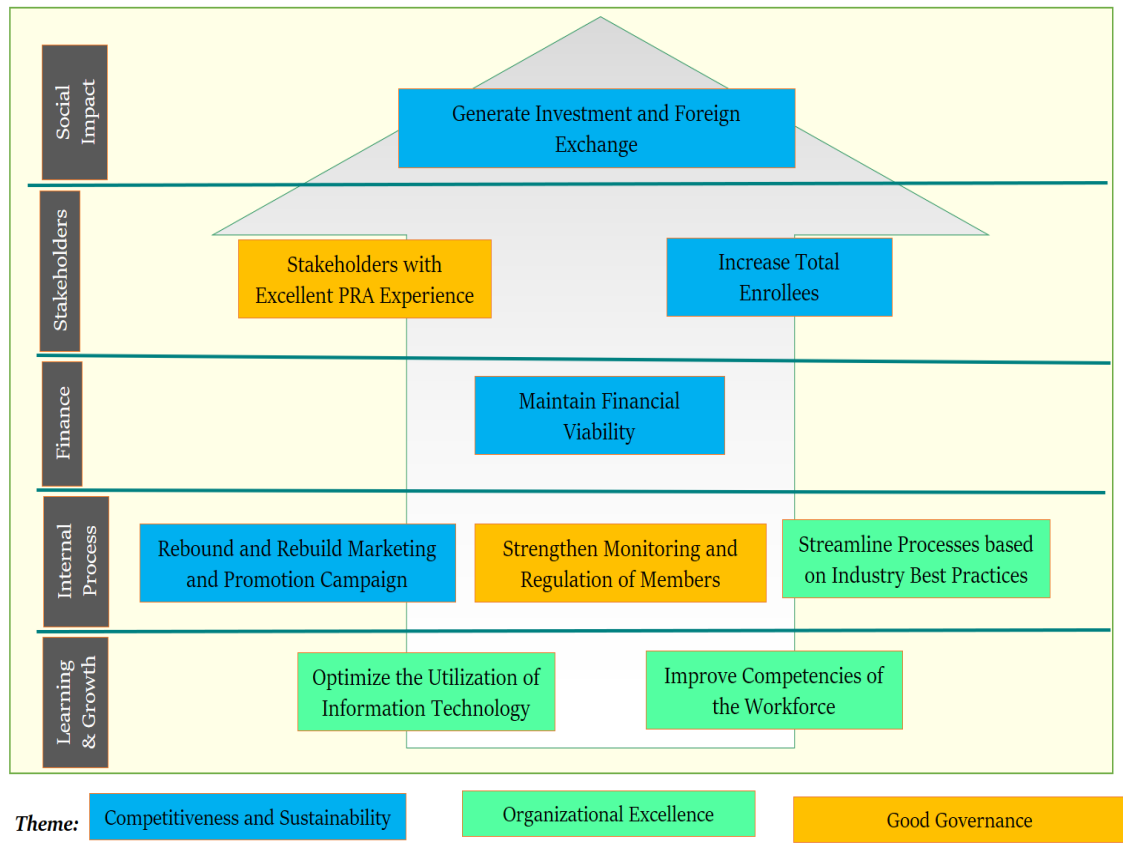 Social
Impact
Generate Investment and Foreign
Exchange
Stakeholders
Stakeholders with
Excellent PRA Experience
Increase Total
Enrollees
Finance
Maintain Financial
Viability
Internal
Process
Rebound and Rebuild Marketing
and Promotion Campaign
Strengthen Monitoring and
Regulation of Members
Streamline Processes based
on Industry Best Practices
Learning
& Growth
Optimize the Utilization of
Information Technology
Improve Competencies of
the Workforce
Theme:
Competitiveness and Sustainability
Organizational Excellence
Good Governance